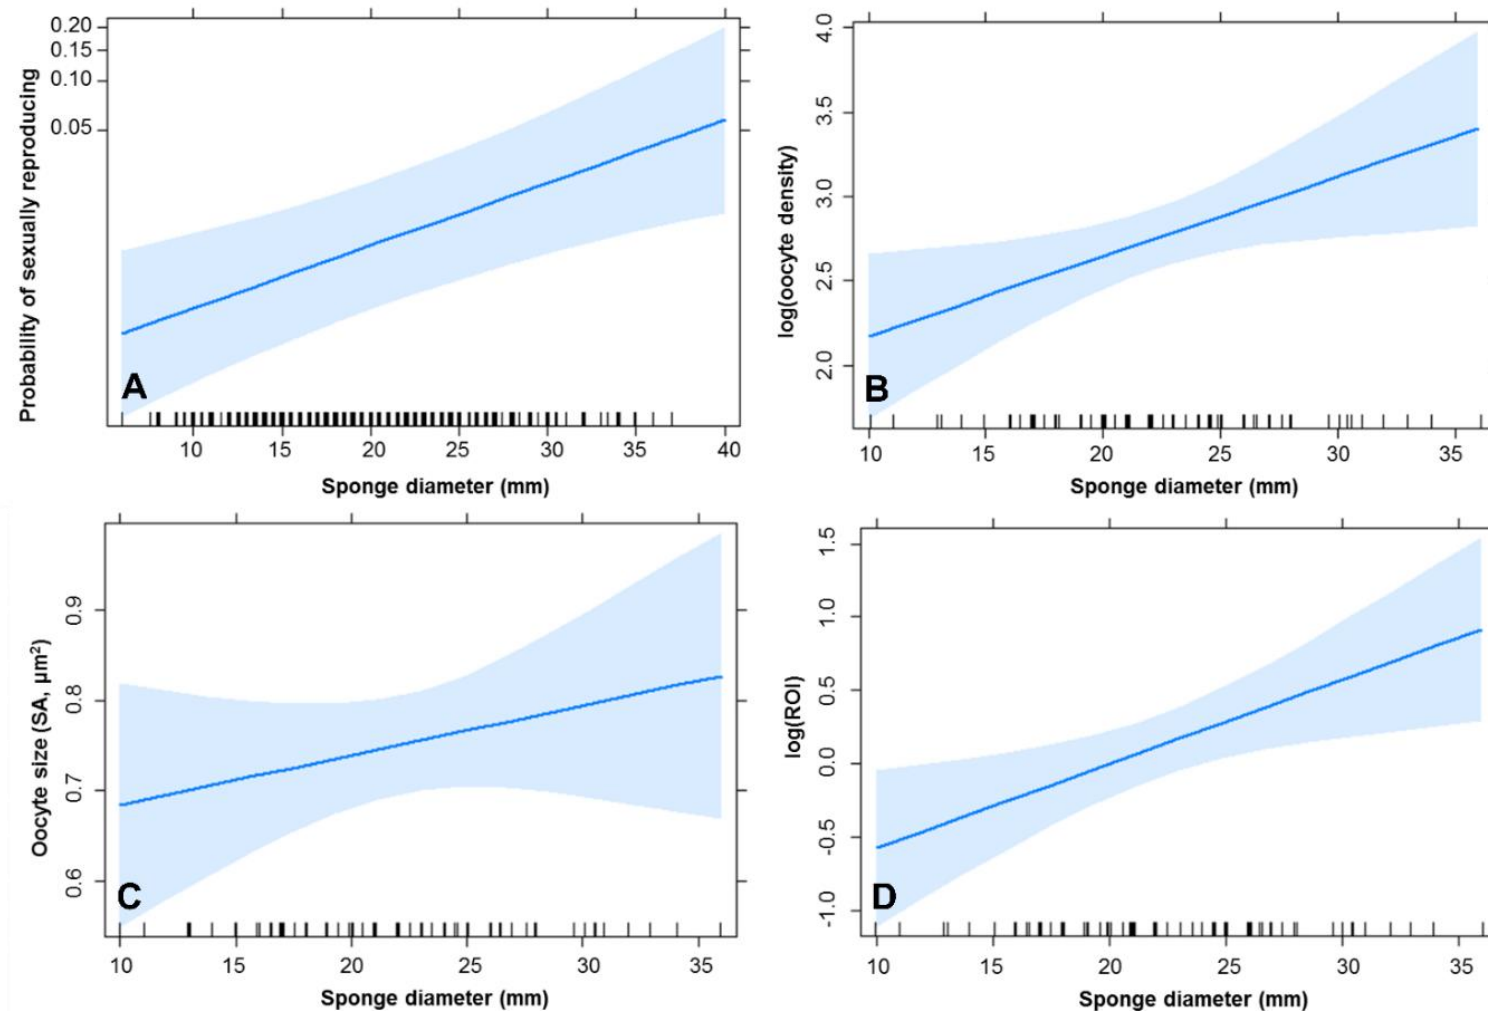 0.20
0.15
0.10
0.05
Probability of sexually reproducing
A
10 15 20 25 30 35 40
Sponge diameter (mm)
4.0
3.5
3.0
2.5
2.0
log(oocyte density)
B
10 15 20 25 30 35
Sponge diameter (mm)
0.9
0.8
0.7
0.6
Oocyte size (SA, µm²)
C
10 15 20 25 30 35
Sponge diameter (mm)
1.5
1.0
0.5
0.0
-0.5
-1.0
log(ROI)
D
10 15 20 25 30 35
Sponge diameter (mm)